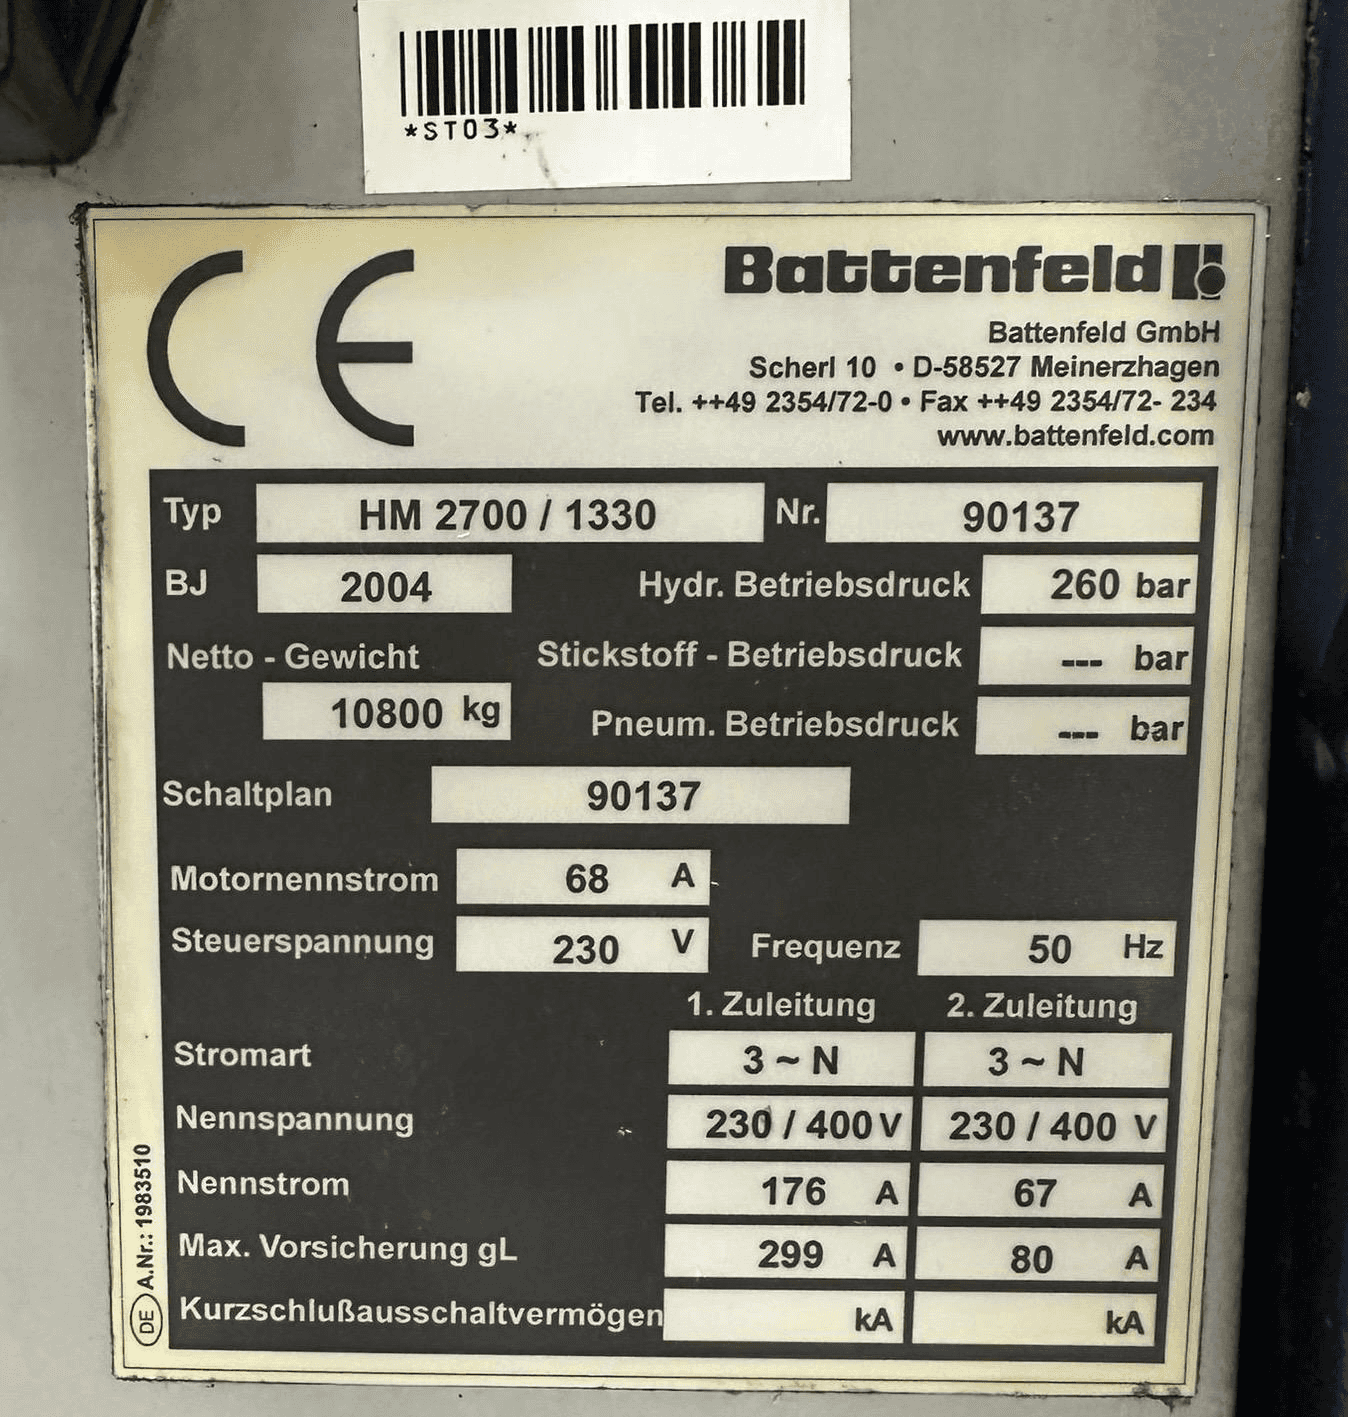 *ST03*
CE
Battenfeld
Battenfeld GmbH
Scherl 10 • D-58527 Meinerzhagen
Tel. ++49 2354/72-0 • Fax ++49 2354/72- 234
www.battenfeld.com
Typ HM 2700 / 1330 Nr. 90137
BJ 2004 Hydr. Betriebsdruck 260 bar
Netto - Gewicht Stickstoff - Betriebsdruck --- bar
10800 kg Pneum. Betriebsdruck --- bar
Schaltplan 90137
Motornennstrom 68 A
Steuerspannung 230 V Frequenz 50 Hz
1. Zuleitung 2. Zuleitung
Stromart 3 ~ N 3 ~ N
Nennspannung 230 / 400 V 230 / 400 V
Nennstrom 176 A 67 A
Max. Vorsicherung gL 299 A 80 A
Kurzschlußausschaltvermögen kA kA
DE A.Nr.: 1983510